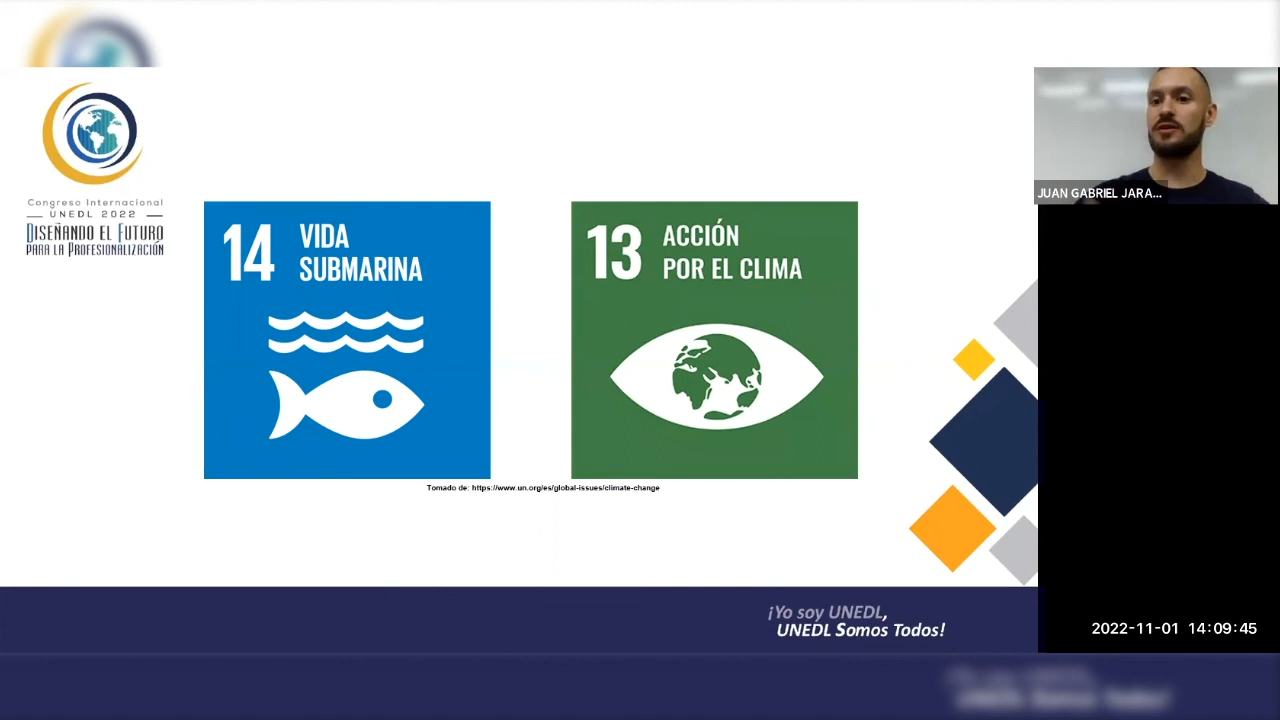 Congreso Internacional
UNEDL 2022
DISEÑANDO EL FUTURO
PARA LA PROFESIONALIZACIÓN
14 VIDA
SUBMARINA
13 ACCIÓN
POR EL CLIMA
Tomado de: https://www.un.org/es/global-issues/climate-change
JUAN GABRIEL JARA...
¡Yo soy UNEDL,
UNEDL Somos Todos!
2022-11-01 14:09:45